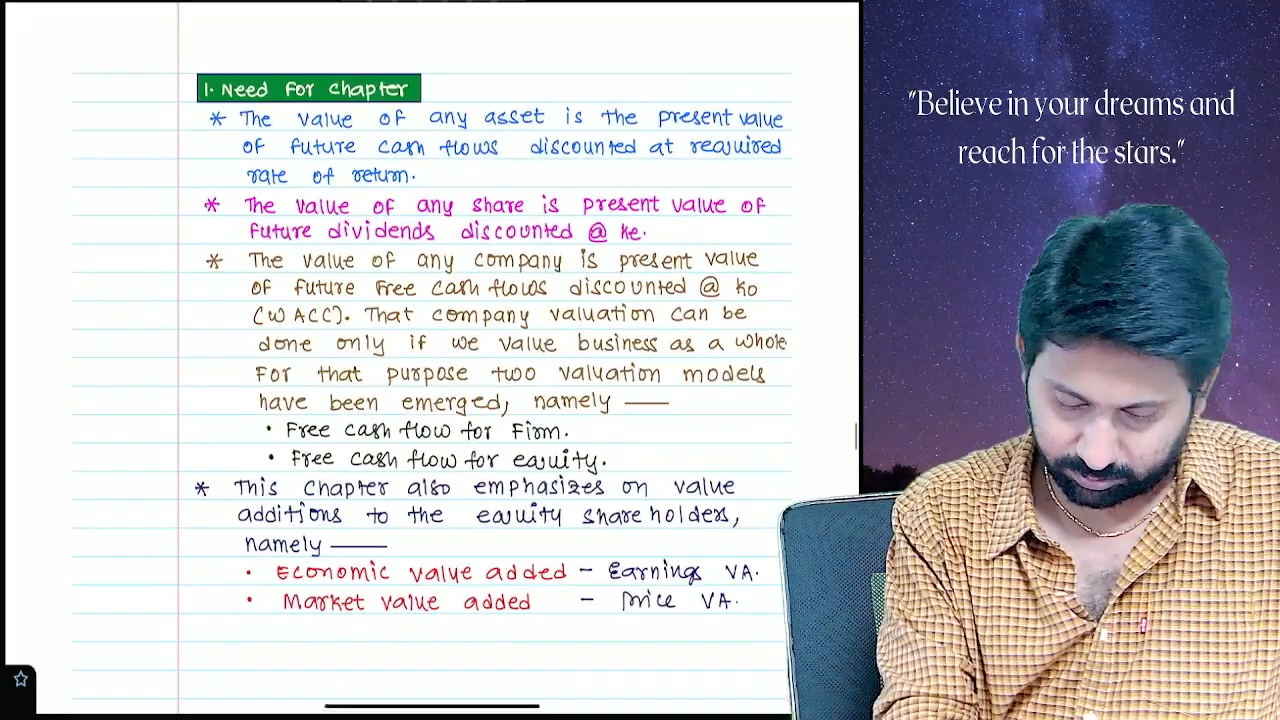 1. Need For Chapter
* The value of any asset is the present value
of future cash flows discounted at required
rate of return.
* The value of any share is present value of
future dividends discounted @ ke.
* The value of any company is present value
of future Free cash flows discounted @ ko
(WACC). That company valuation can be
done only if we value business as a whole
For that purpose two valuation models
have been emerged, namely ——
• Free cash flow for Firm.
• Free cash flow for equity.
* This Chapter also emphasizes on value
additions to the equity shareholders,
namely ——
• Economic value added - Earnings VA.
• Market value added - Price VA.
"Believe in your dreams and
reach for the stars."